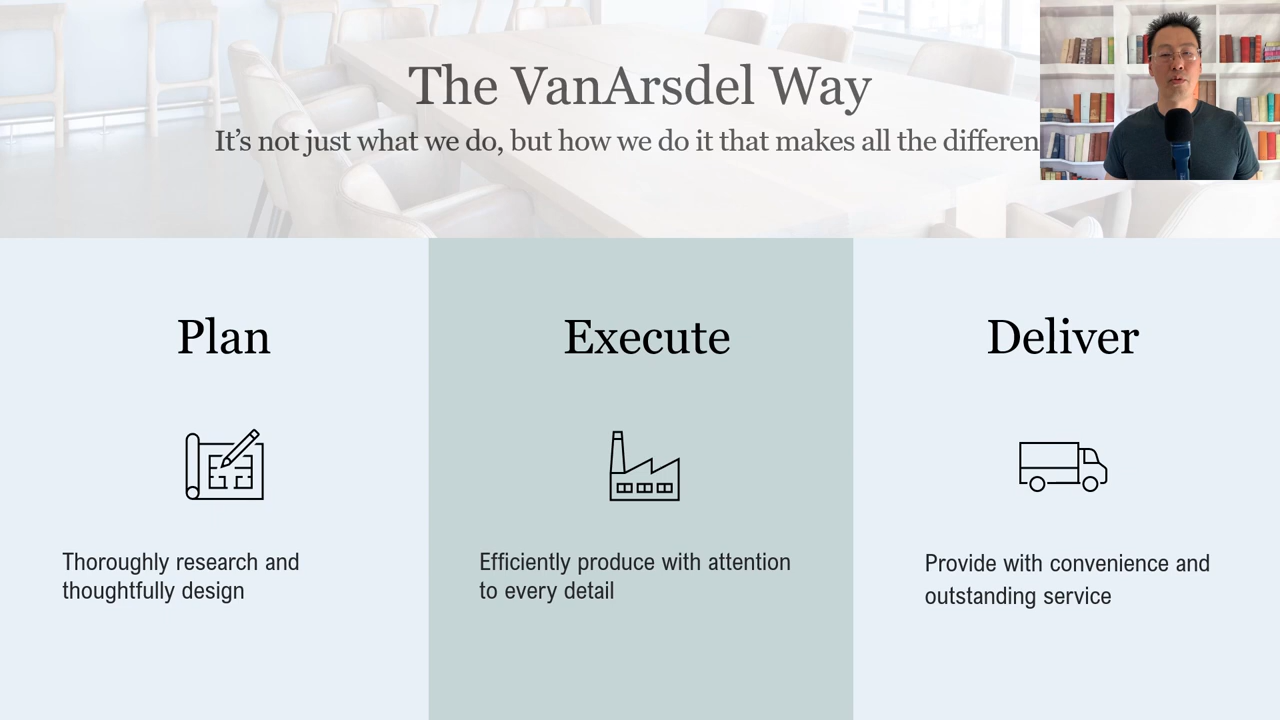 The VanArsdel Way
It’s not just what we do, but how we do it that makes all the differen
Plan
Execute
Deliver
Thoroughly research and
thoughtfully design
Efficiently produce with attention
to every detail
Provide with convenience and
outstanding service